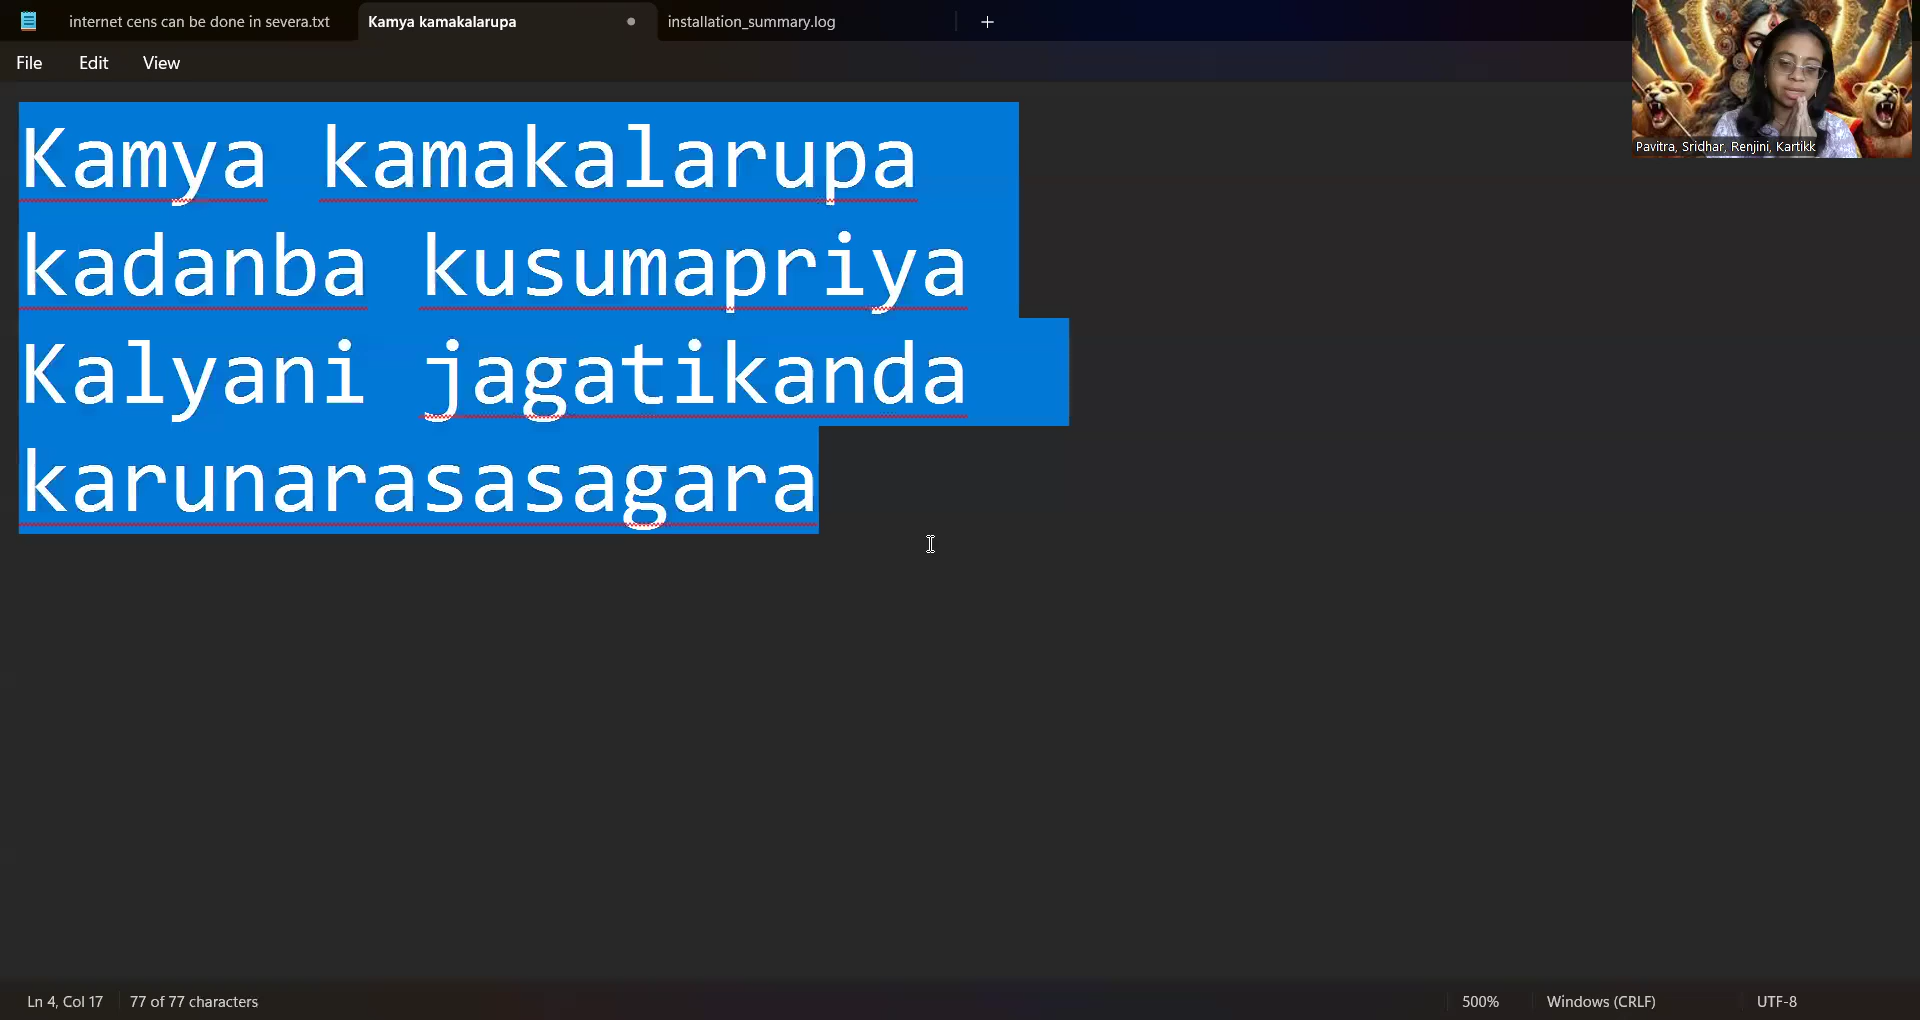 internet cens can be done in severa.txt
Kamya kamakalarupa
installation_summary.log
File
Edit
View
Pavitra, Sridhar, Renjini, Kartikk
Kamya kamakalarupa
kadanba kusumapriya
Kalyani jagatikanda
karunarasasagara
Ln 4, Col 17
77 of 77 characters
500%
Windows (CRLF)
UTF-8